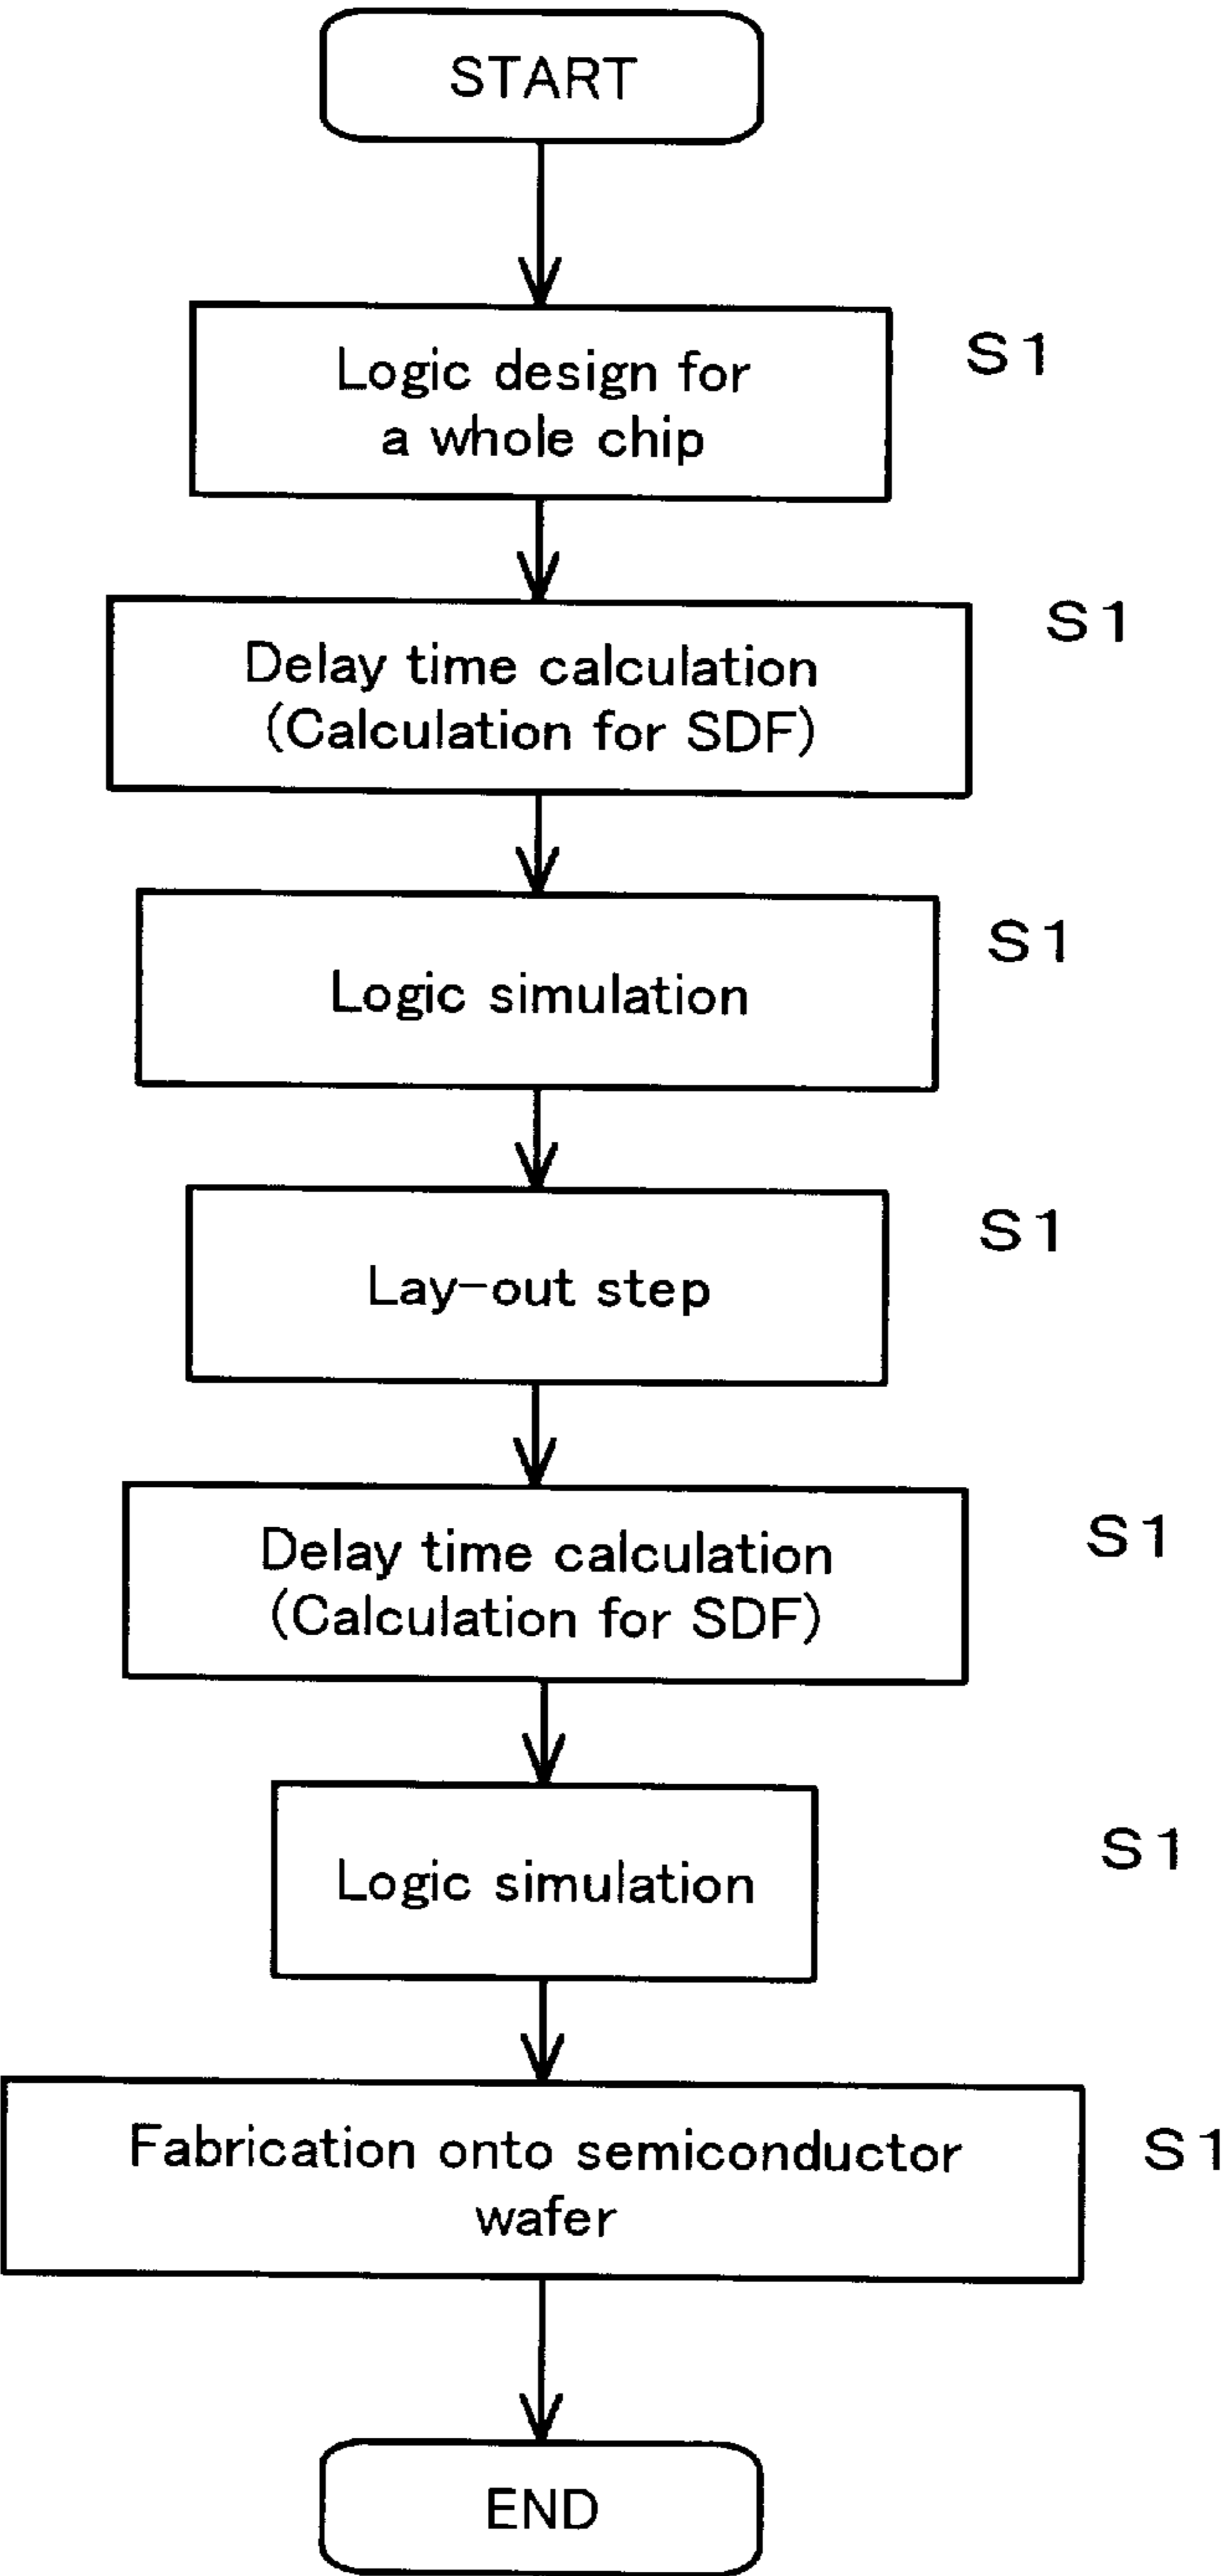 START
S1
Logic design for
a whole chip
S1
Delay time calculation
(Calculation for SDF)
S1
Logic simulation
S1
Lay-out step
S1
Delay time calculation
(Calculation for SDF)
S1
Logic simulation
S1
Fabrication onto semiconductor
wafer
END